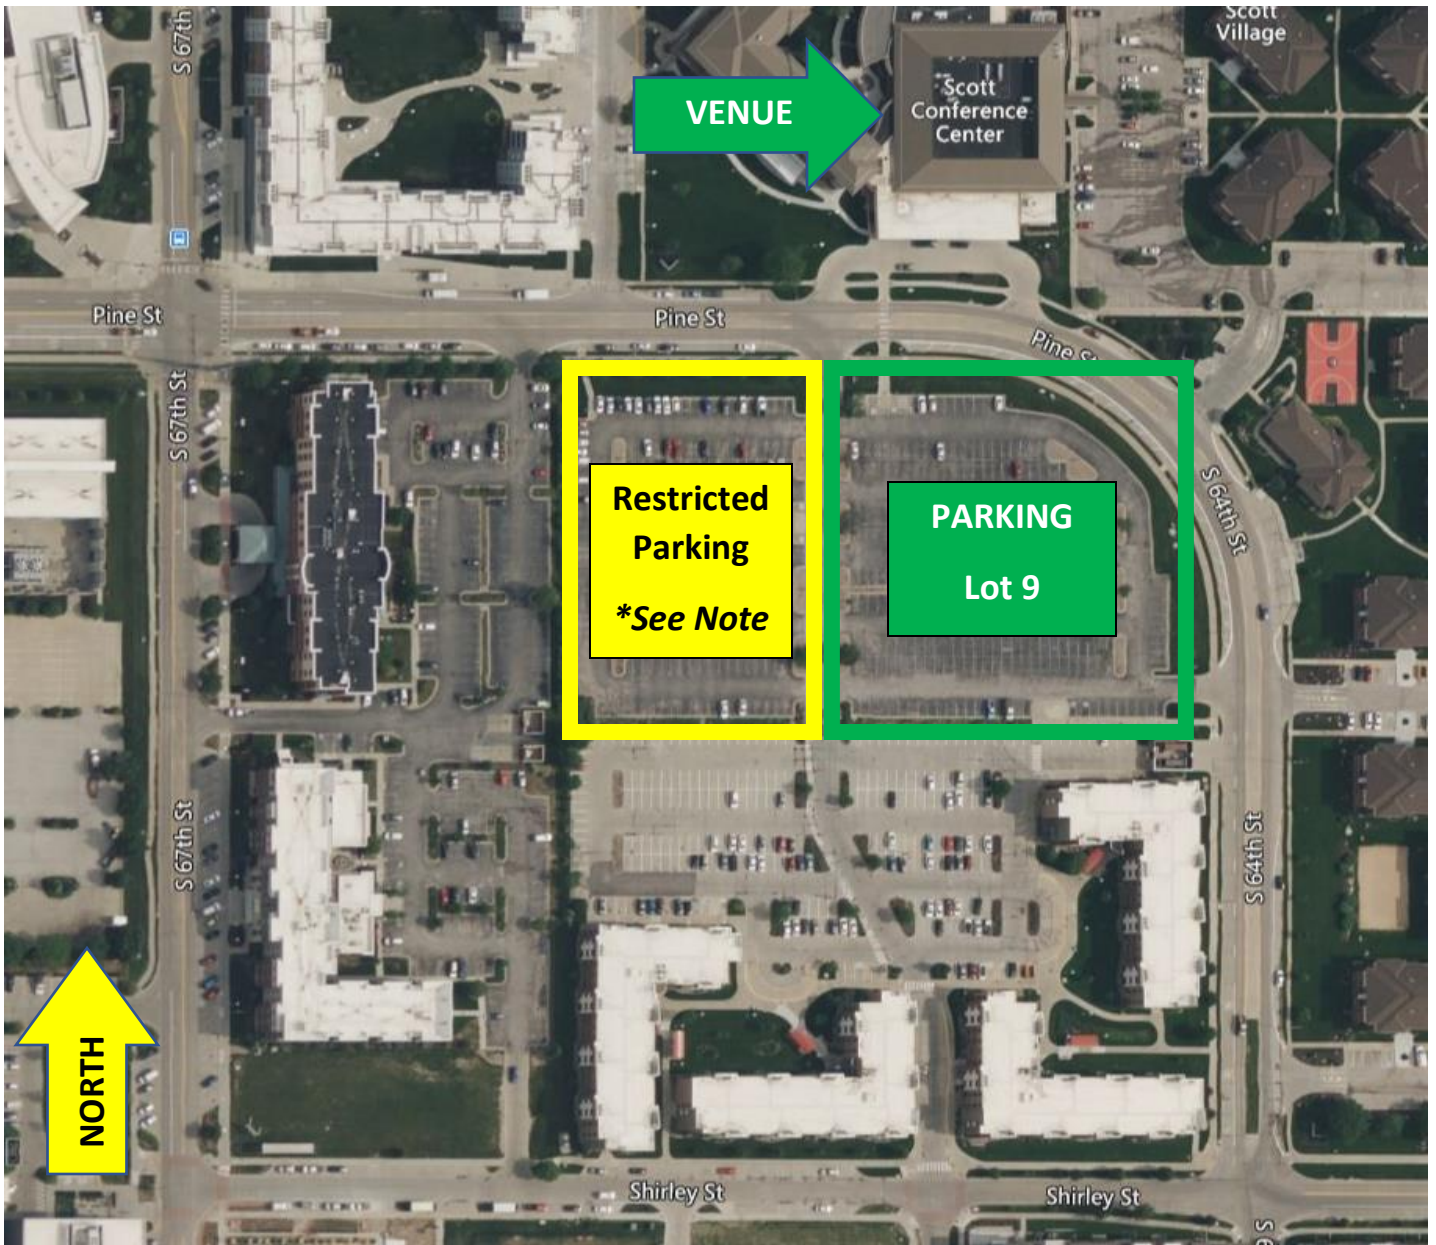 S 67th
Scott
Village
VENUE
Scott
Conference
Center
Pine St
Pine St
Pine S
S 67th St
Restricted
Parking
*See Note
PARKING
Lot 9
S 64th St
S 67th St
S 64th St
NORTH
Shirley St
Shirley St